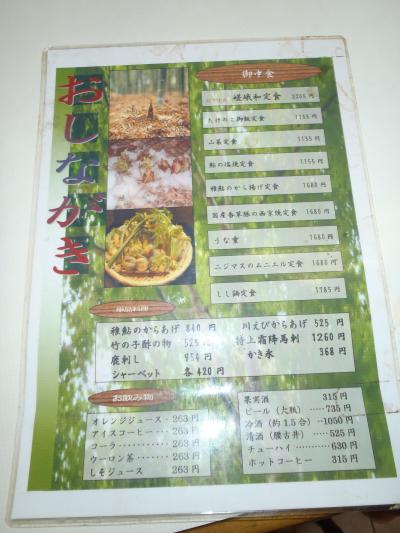 おしながき
御中食
嵯峨和定食 2205円
たけのこ御飯定食 1155円
山菜定食 1155円
鮎の塩焼定食 1155円
稚鮎のから揚げ定食 1680円
国産香草豚の西京焼定食 1680円
うな重 1680円
ニジマスのムニエル定食 1680円
しし鍋定食 1785円
単品料理
稚鮎のからあげ 840円
竹の子酢の物 525円
鹿刺し 円
シャーベット 各420円
川えびからあげ 525円
特上霜降馬刺 1260円
かき氷 368円
お飲み物
オレンジジュース・263円
アイスコーヒー・・・・263円
コーラ・・・・・・・・・・・263円
ウーロン茶・・・・・・・263円
しそジュース 263円
果実酒 315円
ビール(大瓶)・・・・・735円
冷酒(約1.5合)・・1050円
清酒(腰古井)・・・・・525円
チューハイ・・・・・・・・630円
ホットコーヒー 315円